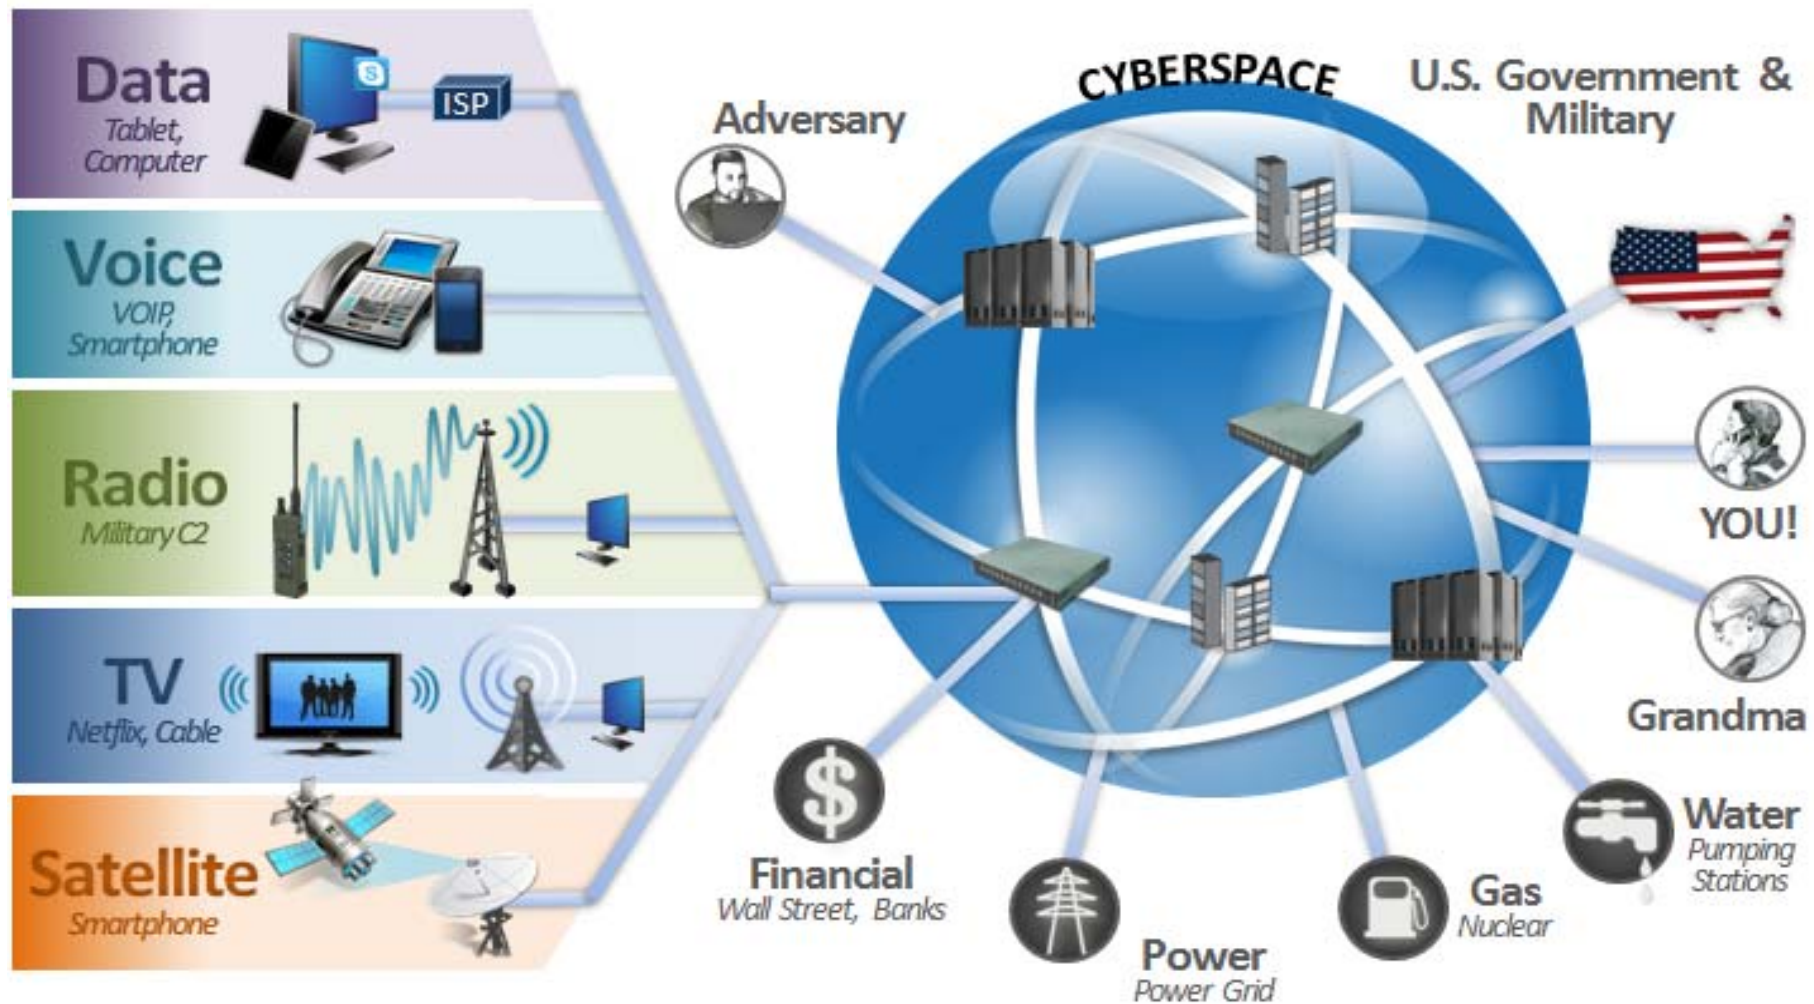 Data
Tablet,
Computer
S
ISP
Voice
VOIP,
Smartphone
Radio
Military C2
TV
Netflix, Cable
Satellite
Smartphone
CYBERSPACE
Adversary
U.S. Government &
Military
YOU!
Grandma
$
Financial
Wall Street, Banks
Power
Power Grid
Gas
Nuclear
Water
Pumping
Stations